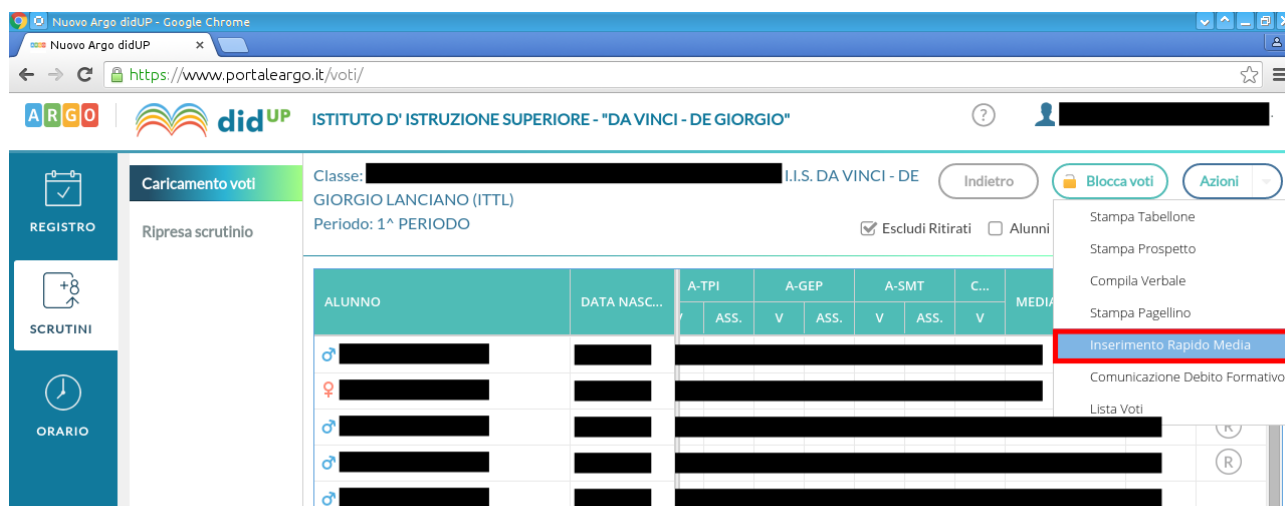 Nuovo Argo didUP - Google Chrome
Nuovo Argo didUP x
https://www.portaleargo.it/voti/
ARGO didUP ISTITUTO D' ISTRUZIONE SUPERIORE - "DA VINCI - DE GIORGIO" ?
REGISTRO
SCRUTINI
+8
ORARIO
Caricamento voti
Ripresa scrutinio
Classe: I.I.S. DA VINCI - DE
GIORGIO LANCIANO (ITTL)
Periodo: 1^ PERIODO
Indietro Blocca voti Azioni
Escludi Ritirati Alunni
Stampa Tabellone
Stampa Prospetto
Compila Verbale
Stampa Pagellino
Inserimento Rapido Media
Comunicazione Debito Formativo
Lista Voti
ALUNNO DATA NASC... A-TPI A-GEP A-SMT C... MEDIA
ASS. V ASS. V ASS. V
R
R